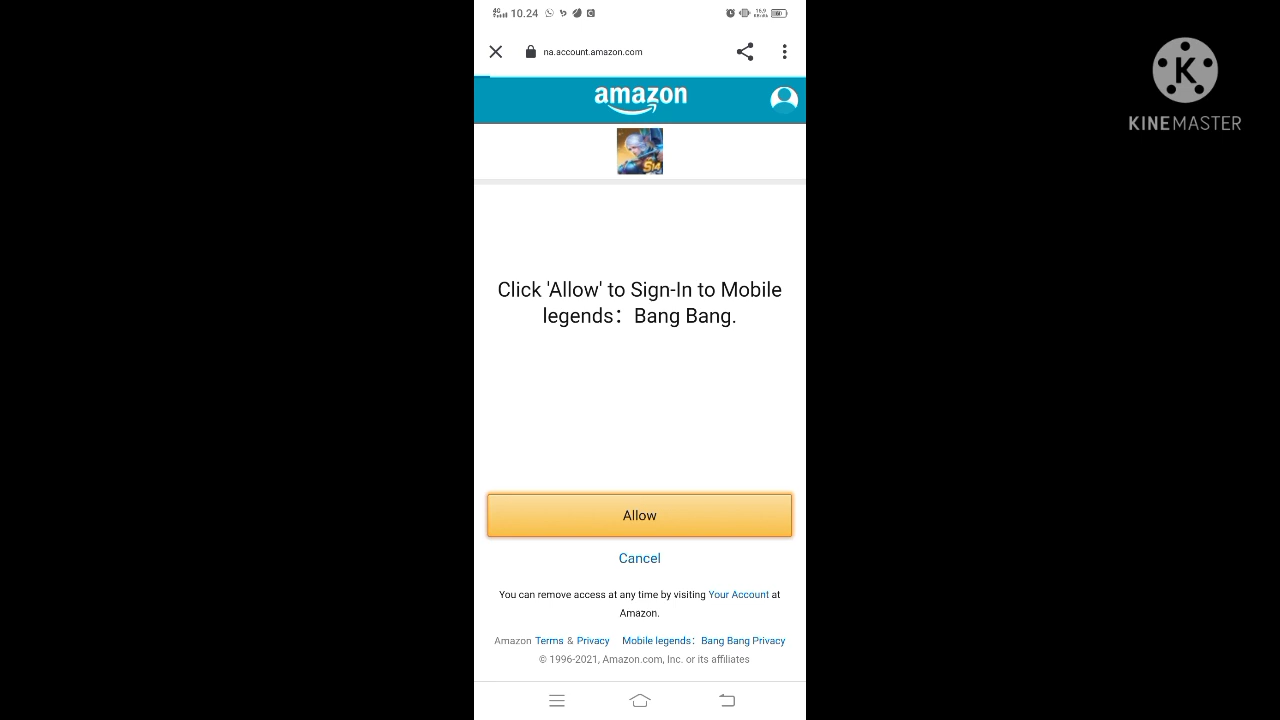 4G 10.24
na.account.amazon.com
amazon
S14
K
KINEMASTER
Click 'Allow' to Sign-In to Mobile
legends: Bang Bang.
Allow
Cancel
You can remove access at any time by visiting Your Account at
Amazon.
Amazon Terms & Privacy Mobile legends: Bang Bang Privacy
© 1996-2021, Amazon.com, Inc. or its affiliates